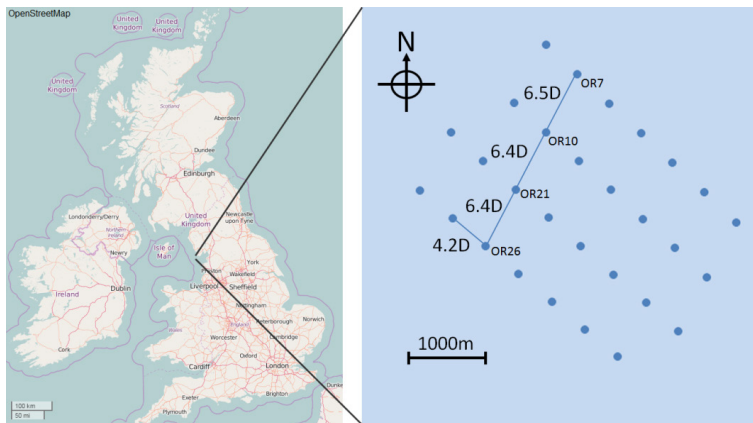 OpenStreetMap
United
Kingdom
United
Kingdom
United
Kingdom
Scotland
Aberdeen
Dundee
Edinburgh
United
Kingdom
Londonderry/Derry
Northern
Ireland
Newcastle
upon Tyne
Isle of
Man
Newry
York
Preston
Wakefield
Liverpool
Sheffield
Ireland
Dublin
Nottingham
Peterborough
Norwich
Wales
England
Worcester
Cambridge
Cork
Oxford
Cardiff
London
Brighton
Dunke
Exeter
Plymouth
100 km
50 mi
N
6.5D
OR7
6.4D
OR10
6.4D
OR21
4.2D
OR26
1000m